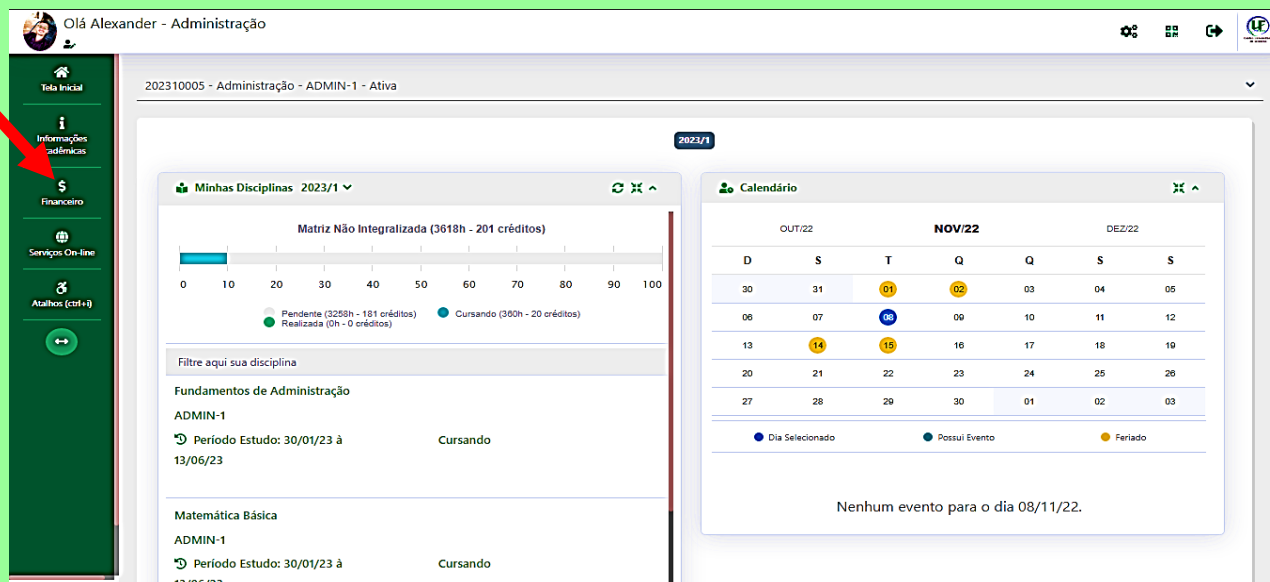 Olá Alexander - Administração
Tela Inicial
Informações
Acadêmicas
Financeiro
Serviços On-line
Atalhos (ctrl+i)
202310005 - Administração - ADMIN-1 - Ativa
2023/1
Minhas Disciplinas 2023/1
Matriz Não Integralizada (3618h - 201 créditos)
0 10 20 30 40 50 60 70 80 90 100
Pendente (3258h - 181 créditos) Cursando (360h - 20 créditos)
Realizada (0h - 0 créditos)
Filtre aqui sua disciplina
Fundamentos de Administração
ADMIN-1
Período Estudo: 30/01/23 à Cursando
13/06/23
Matemática Básica
ADMIN-1
Período Estudo: 30/01/23 à Cursando
13/06/23
Calendário
OUT/22 NOV/22 DEZ/22
D S T Q Q S S
30 31 01 02 03 04 05
06 07 08 09 10 11 12
13 14 15 16 17 18 19
20 21 22 23 24 25 26
27 28 29 30 01 02 03
Dia Selecionado Possui Evento Feriado
Nenhum evento para o dia 08/11/22.